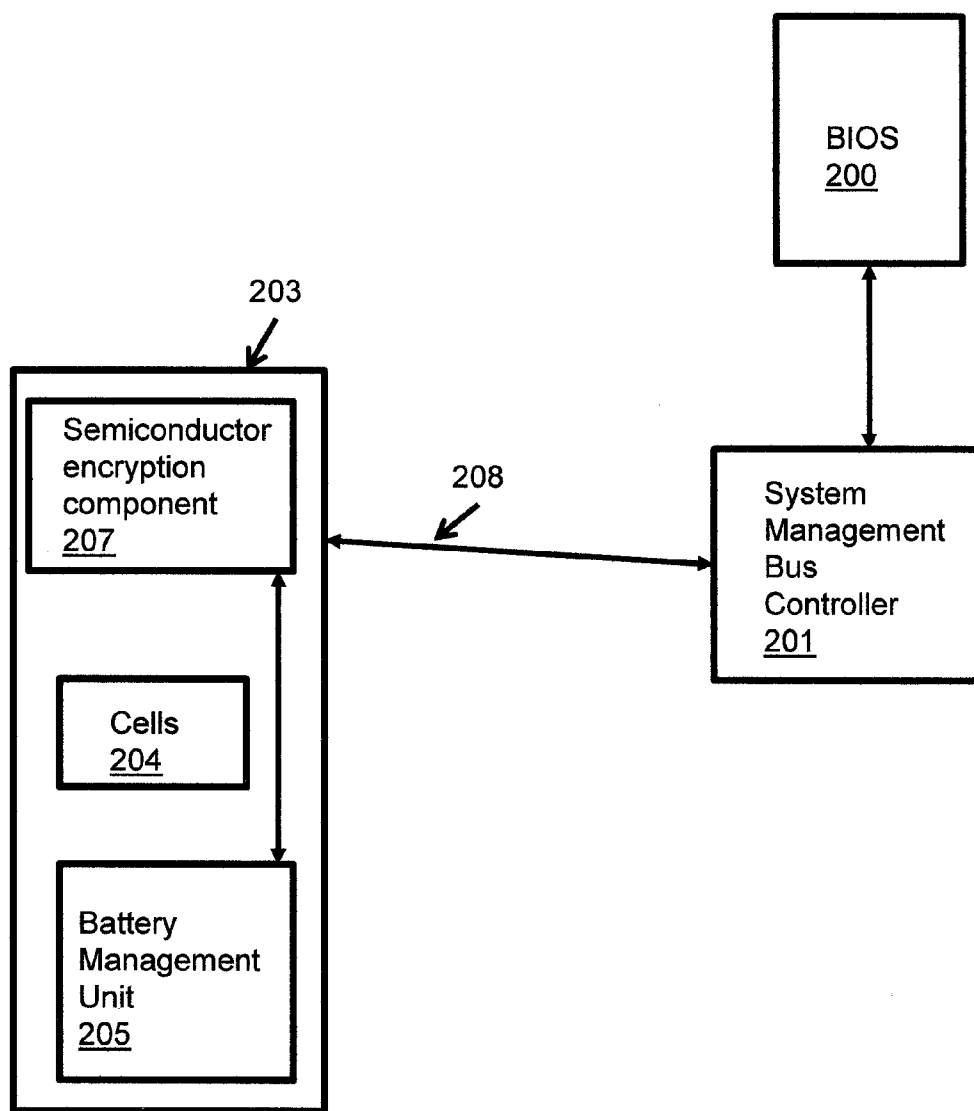 BIOS
200
203
Semiconductor
encryption
component
207
208
System
Management
Bus
Controller
201
Cells
204
Battery
Management
Unit
205